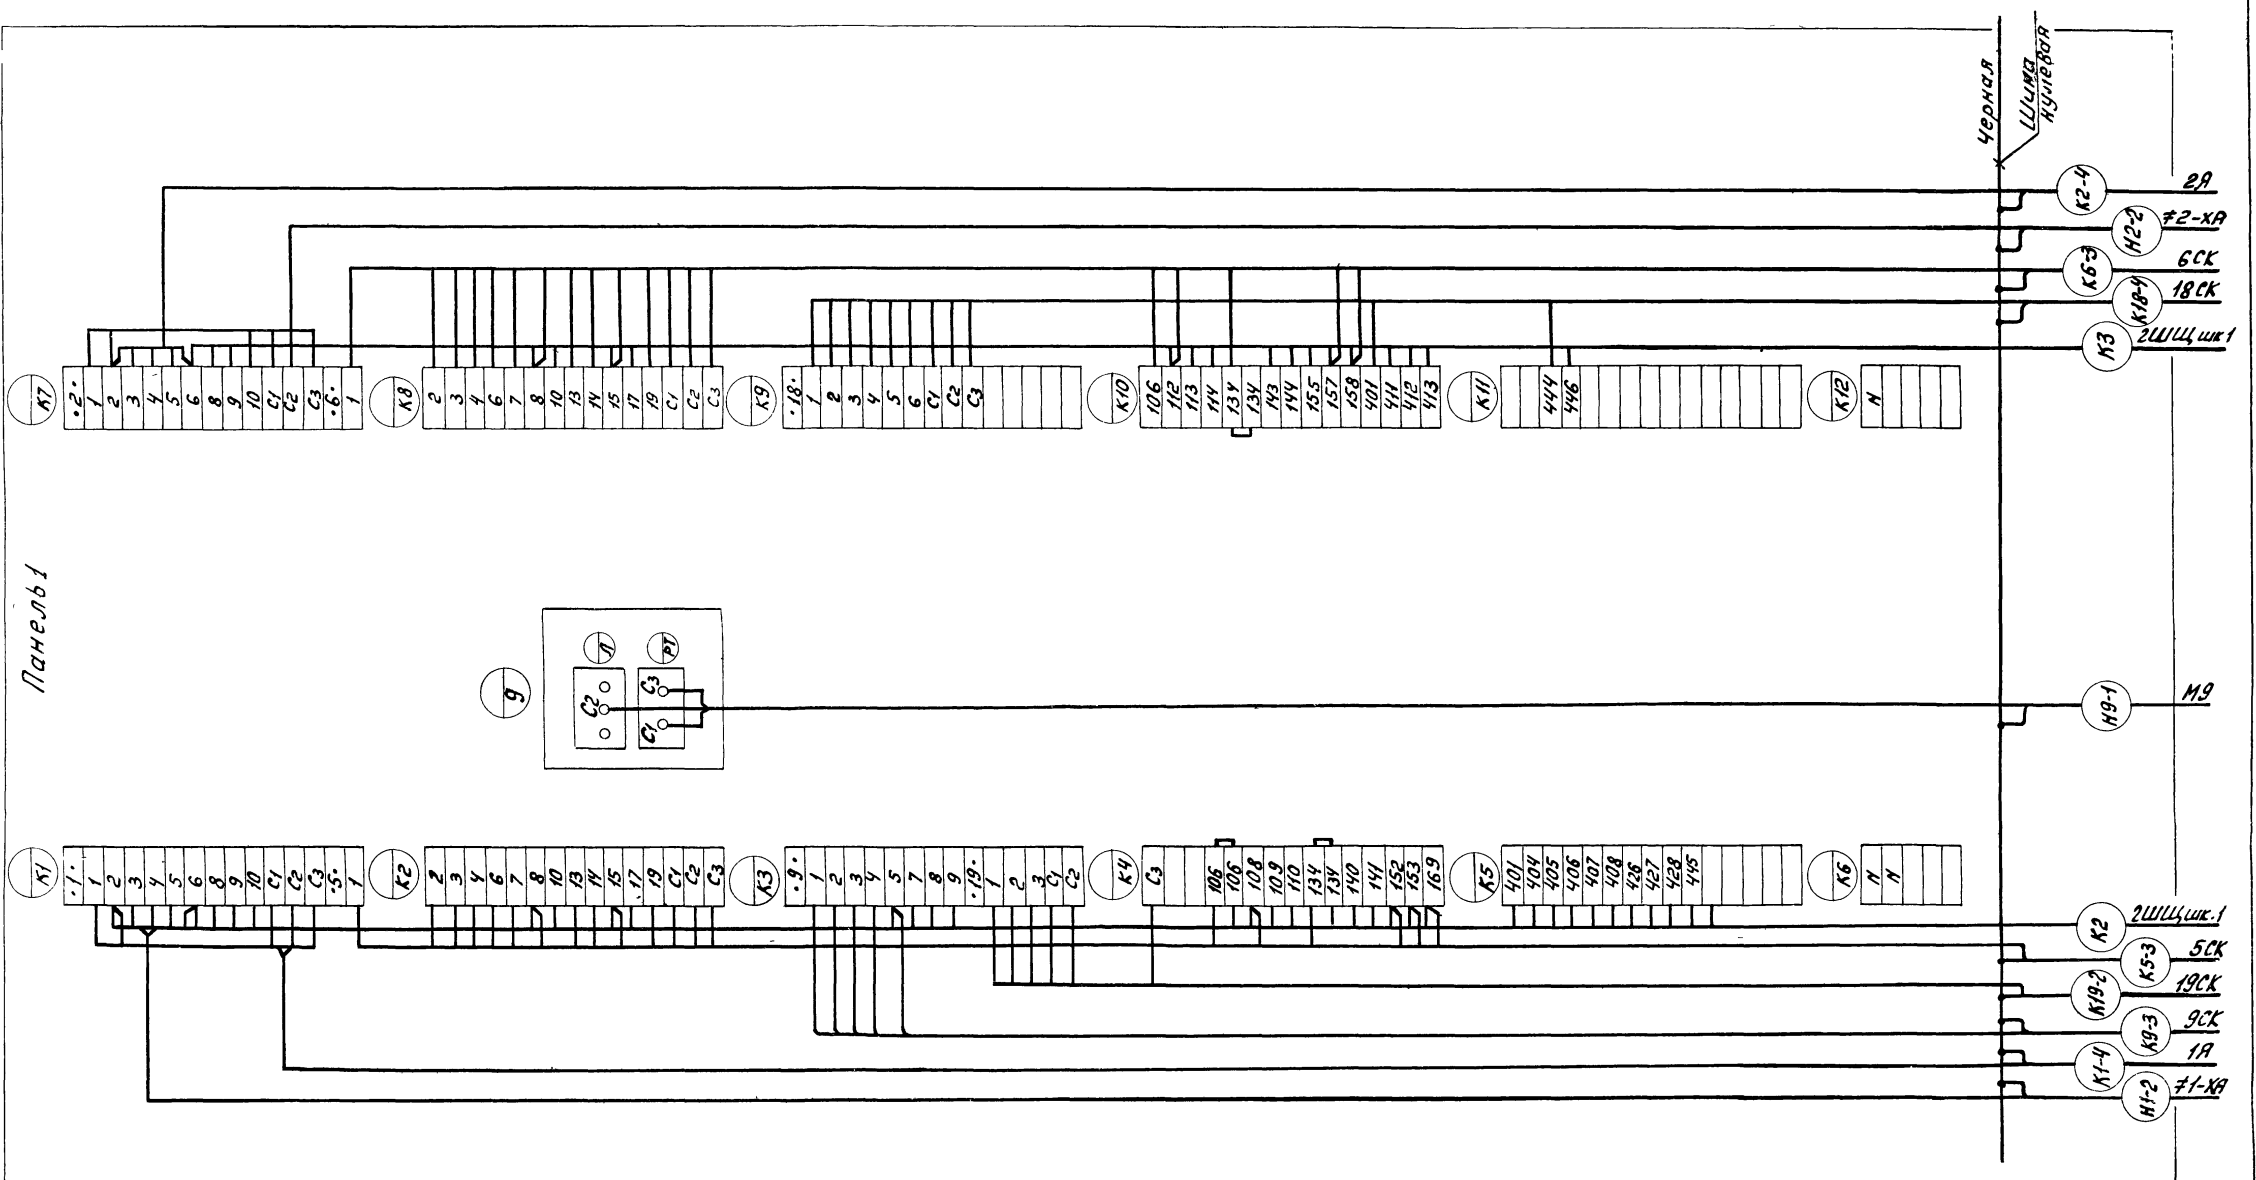 Панель 1
Черная
Шина
нулевая
К2-4
2Я
Н2-2
72-ХА
К6-3
6СК
К18-4
18СК
К3
2ШЩшк1
К7
·2· 1 2 3 4 5 6 8 9 10 С1 С2 С3 ·6· 1
К8
2 3 4 6 7 8 10 13 14 15 17 19 С1 С2 С3
К9
·18· 1 2 3 4 5 6 С1 С2 С3
К10
106 112 113 114 134 134 143 144 155 157 158 401 411 412 413
К11
444 446
К12
N
9
Л
РТ
С2
С3
С1
Н9-1
М9
К1
·1· 1 2 3 4 5 6 8 9 10 С1 С2 С3 ·5· 1
К2
2 3 4 6 7 8 10 13 14 15 17 19 С1 С2 С3
К3
·9· 1 2 3 4 5 7 8 9 ·19· 1 2 3 С1 С2
К4
С3 106 106 108 109 110 134 134 140 141 152 153 169
К5
401 404 405 406 407 408 426 427 428 445
К6
N N
К2
2ШЩшк.1
К5-3
5СК
К19-2
19СК
К9-3
9СК
К1-4
1Я
Н1-2
71-ХА